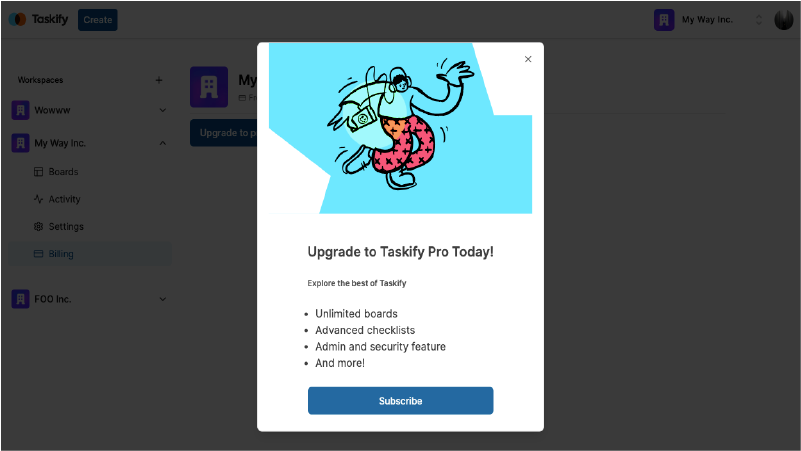 Taskify
Create
My Way Inc.
Workspaces
Wowww
My Way Inc.
Boards
Activity
Settings
Billing
FOO Inc.
My
Upgrade to p
Upgrade to Taskify Pro Today!
Explore the best of Taskify
Unlimited boards
Advanced checklists
Admin and security feature
And more!
Subscribe